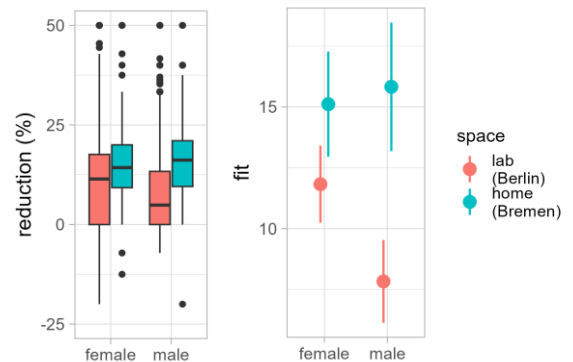 reduction (%)
50
25
0
-25
female
male
fit
15
10
female
male
space
lab
(Berlin)
home
(Bremen)